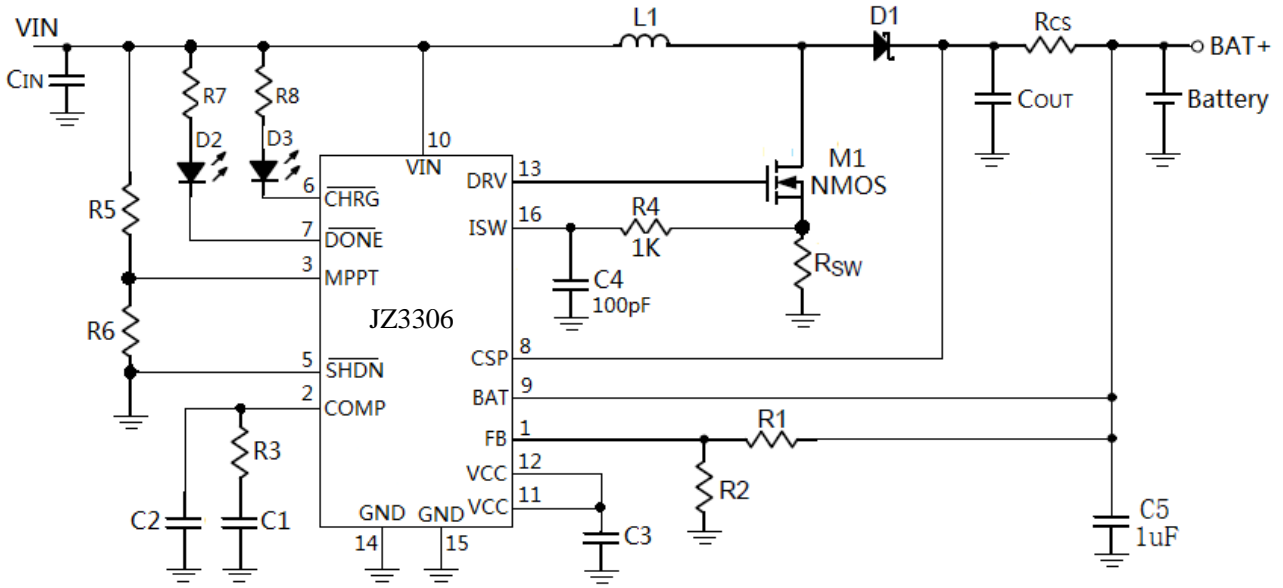 VIN
L1
D1
RCS
BAT+
CIN
R7
R8
COUT
Battery
D2
D3
10
VIN
M1
NMOS
DRV
13
6
CHRG
R5
ISW
16
R4
1K
7
DONE
3
MPPT
C4
100pF
RSW
R6
JZ3306
5
SHDN
CSP
8
2
COMP
BAT
9
R1
FB
1
R3
VCC
12
R2
VCC
11
C2
C1
GND
GND
C3
C5
1uF
14
15